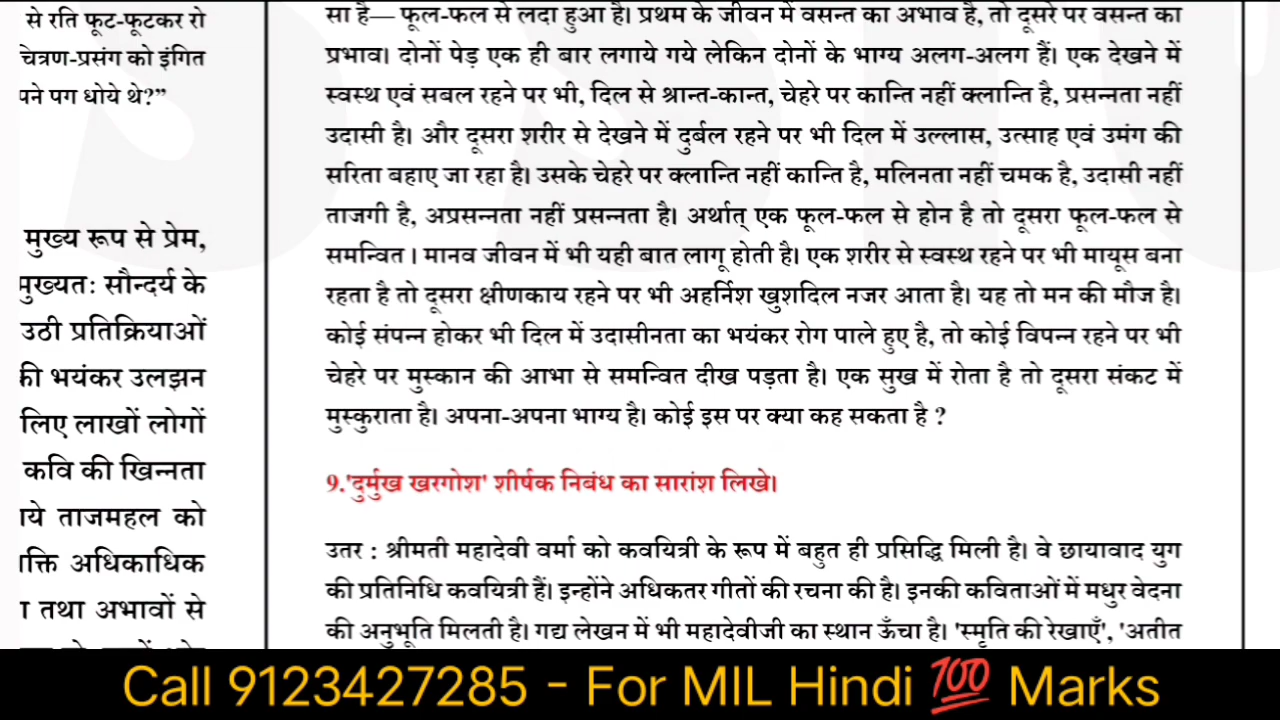 से रति फूट-फूटकर रो
चित्रण-प्रसंग को इंगित
पने पग धोये थे?”
मुख्य रूप से प्रेम,
मुख्यतः सौन्दर्य के
उठी प्रतिक्रियाओं
की भयंकर उलझन
लिए लाखों लोगों
कवि की खिन्नता
ाये ताजमहल को
क्ति अधिकाधिक
ा तथा अभावों से
सा है— फूल-फल से लदा हुआ है। प्रथम के जीवन में वसन्त का अभाव है, तो दूसरे पर वसन्त का
प्रभाव। दोनों पेड़ एक ही बार लगाये गये लेकिन दोनों के भाग्य अलग-अलग हैं। एक देखने में
स्वस्थ एवं सबल रहने पर भी, दिल से श्रान्त-कान्त, चेहरे पर कान्ति नहीं क्लान्ति है, प्रसन्नता नहीं
उदासी है। और दूसरा शरीर से देखने में दुर्बल रहने पर भी दिल में उल्लास, उत्साह एवं उमंग की
सरिता बहाए जा रहा है। उसके चेहरे पर क्लान्ति नहीं कान्ति है, मलिनता नहीं चमक है, उदासी नहीं
ताजगी है, अप्रसन्नता नहीं प्रसन्नता है। अर्थात् एक फूल-फल से होन है तो दूसरा फूल-फल से
समन्वित। मानव जीवन में भी यही बात लागू होती है। एक शरीर से स्वस्थ रहने पर भी मायूस बना
रहता है तो दूसरा क्षीणकाय रहने पर भी अहर्निश खुशदिल नजर आता है। यह तो मन की मौज है।
कोई संपन्न होकर भी दिल में उदासीनता का भयंकर रोग पाले हुए है, तो कोई विपन्न रहने पर भी
चेहरे पर मुस्कान की आभा से समन्वित दीख पड़ता है। एक सुख में रोता है तो दूसरा संकट में
मुस्कुराता है। अपना-अपना भाग्य है। कोई इस पर क्या कह सकता है ?
9.'दुर्मुख खरगोश' शीर्षक निबंध का सारांश लिखे।
उतर : श्रीमती महादेवी वर्मा को कवयित्री के रूप में बहुत ही प्रसिद्धि मिली है। वे छायावाद युग
की प्रतिनिधि कवयित्री हैं। इन्होंने अधिकतर गीतों की रचना की है। इनकी कविताओं में मधुर वेदना
की अनुभूति मिलती है। गद्य लेखन में भी महादेवीजी का स्थान ऊँचा है। 'स्मृति की रेखाएँ', 'अतीत
Call 9123427285 - For MIL Hindi 💯 Marks